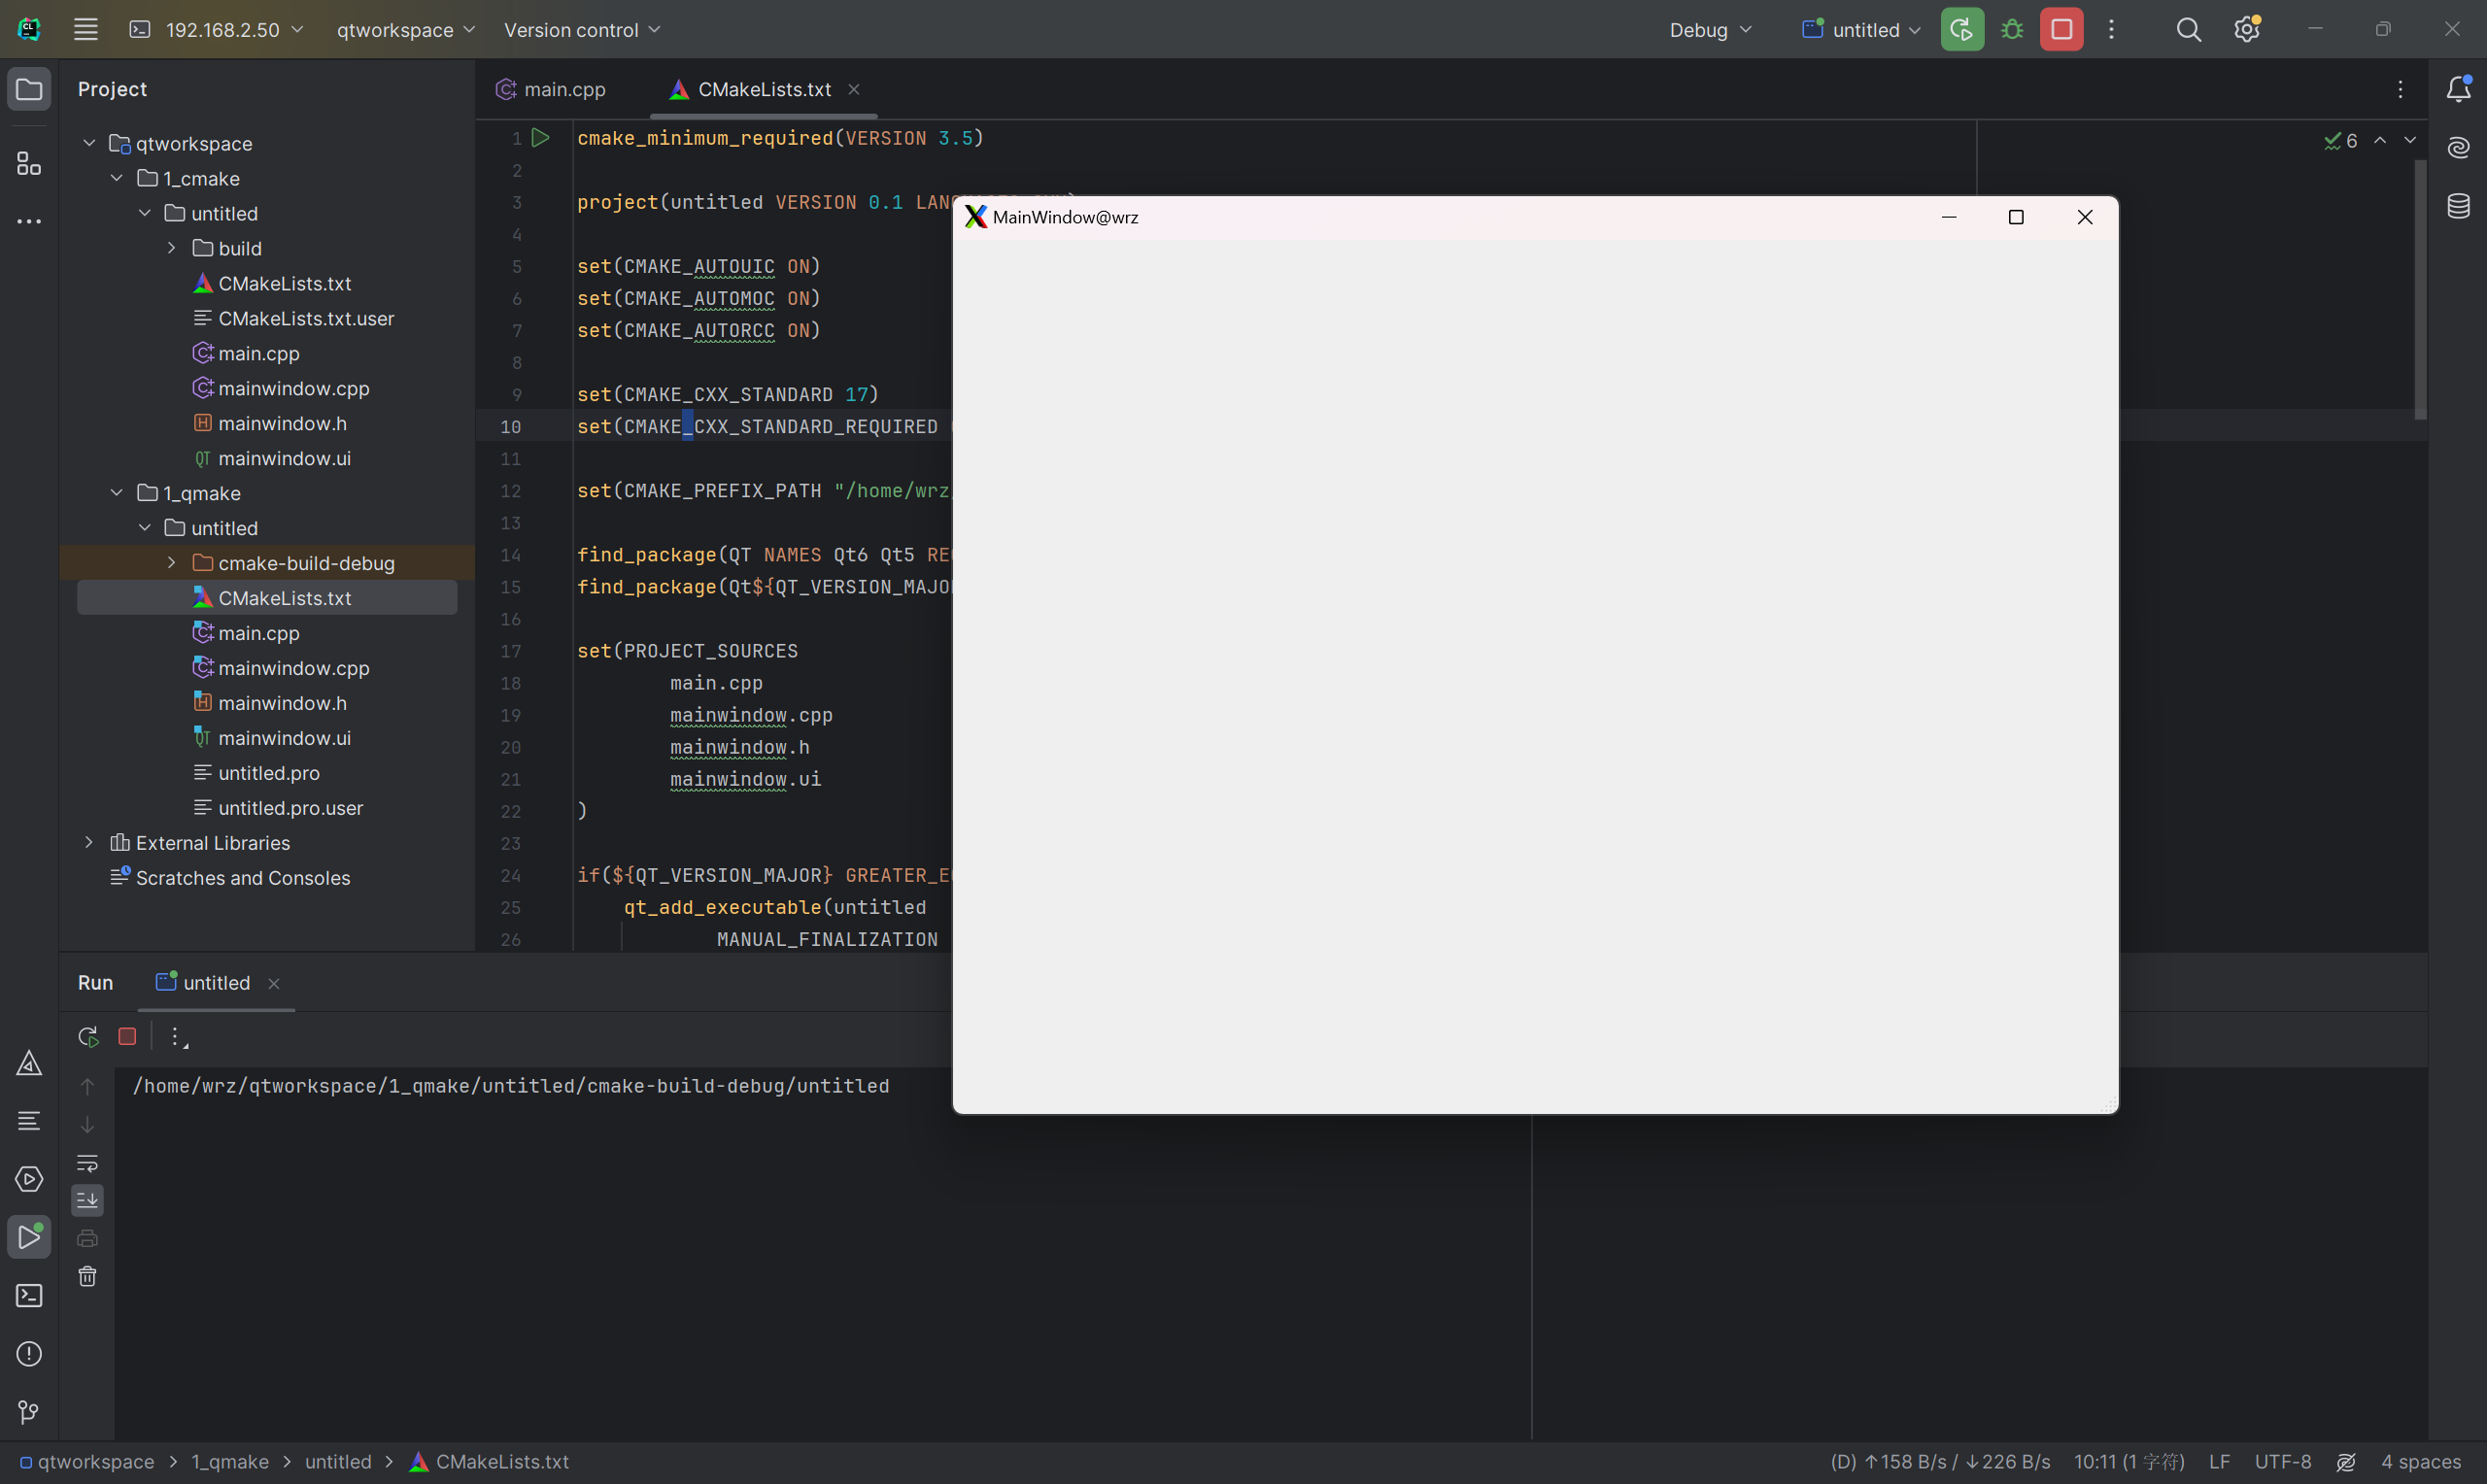 192.168.2.50 qtworkspace Version control Debug untitled
Project
main.cpp CMakeLists.txt
qtworkspace
1_cmake
untitled
build
CMakeLists.txt
CMakeLists.txt.user
main.cpp
mainwindow.cpp
mainwindow.h
mainwindow.ui
1_qmake
untitled
cmake-build-debug
CMakeLists.txt
main.cpp
mainwindow.cpp
mainwindow.h
mainwindow.ui
untitled.pro
untitled.pro.user
External Libraries
Scratches and Consoles
6
1 cmake_minimum_required(VERSION 3.5)
2
3 project(untitled VERSION 0.1
4
5 set(CMAKE_AUTOUIC ON)
6 set(CMAKE_AUTOMOC ON)
7 set(CMAKE_AUTORCC ON)
8
9 set(CMAKE_CXX_STANDARD 17)
10 set(CMAKE_CXX_STANDARD_REQUIRED
11
12 set(CMAKE_PREFIX_PATH "/home/wrz
13
14 find_package(QT NAMES Qt6 Qt5 RE
15 find_package(Qt${QT_VERSION_MAJO
16
17 set(PROJECT_SOURCES
18 main.cpp
19 mainwindow.cpp
20 mainwindow.h
21 mainwindow.ui
22 )
23
24 if(${QT_VERSION_MAJOR} GREATER_E
25 qt_add_executable(untitled
26 MANUAL_FINALIZATION
MainWindow@wrz
Run untitled
/home/wrz/qtworkspace/1_qmake/untitled/cmake-build-debug/untitled
qtworkspace > 1_qmake > untitled > CMakeLists.txt
(D) ↑158 B/s / ↓226 B/s 10:11 (1 字符) LF UTF-8 4 spaces